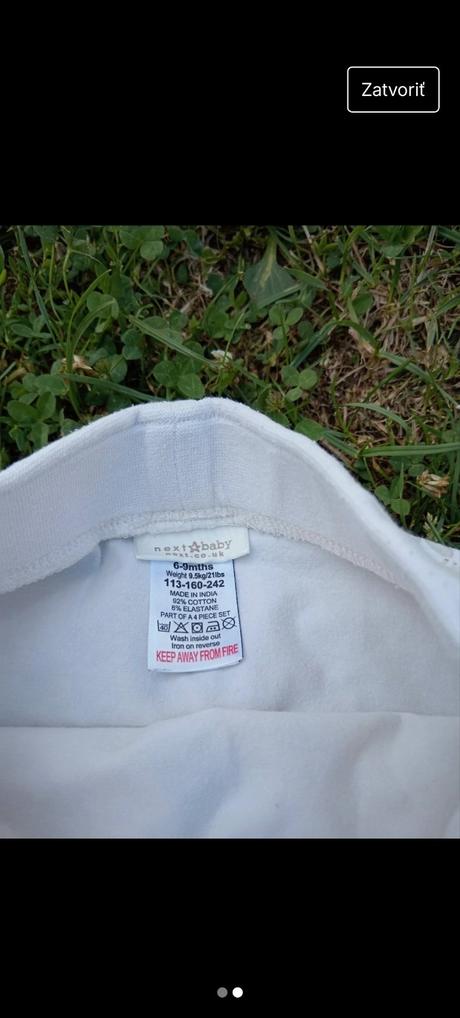 Zatvoriť
next baby
next.co.uk
6-9mths
Weight 9.5kg/21lbs
113-160-242
MADE IN INDIA
92% COTTON
8% ELASTANE
PART OF A 4 PIECE SET
40
Wash inside out
Iron on reverse
KEEP AWAY FROM FIRE